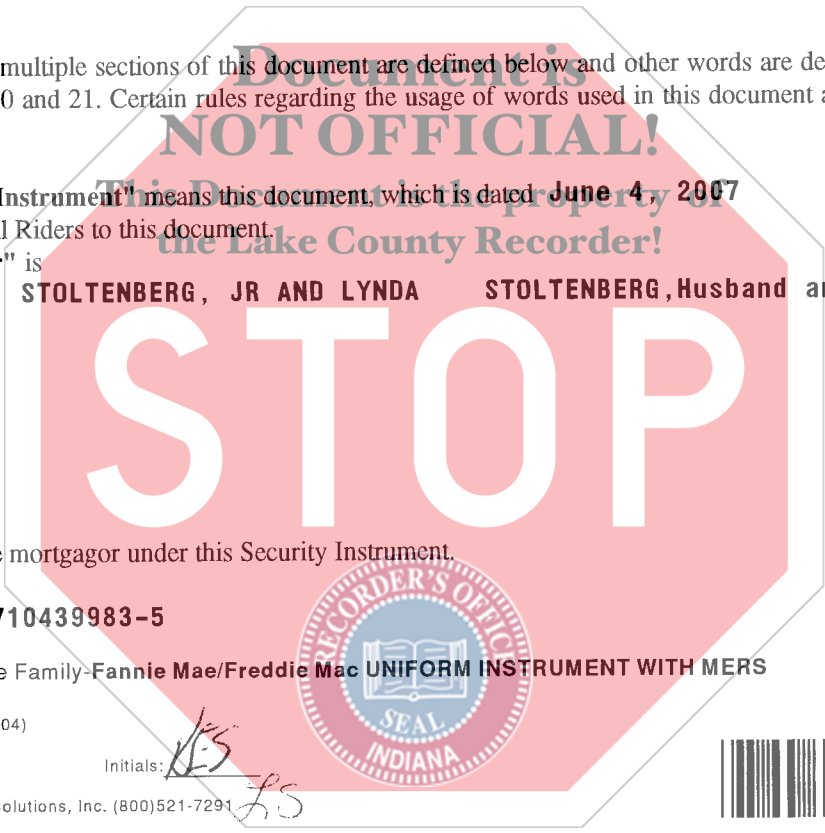 multiple sections of this document are defined below and other words are de
0 and 21. Certain rules regarding the usage of words used in this document a
Document is
NOT OFFICIAL!
This Document is the property of
the Lake County Recorder!
Instrument" means this document, which is dated June 4, 2007
l Riders to this document.
" is
STOLTENBERG, JR AND LYNDA STOLTENBERG, Husband a
STOP
e mortgagor under this Security Instrument.
710439983-5
RECORDER'S OFFICE
SEAL
INDIANA
e Family-Fannie Mae/Freddie Mac UNIFORM INSTRUMENT WITH MERS
04)
Initials: KES
LS
olutions, Inc. (800)521-7291